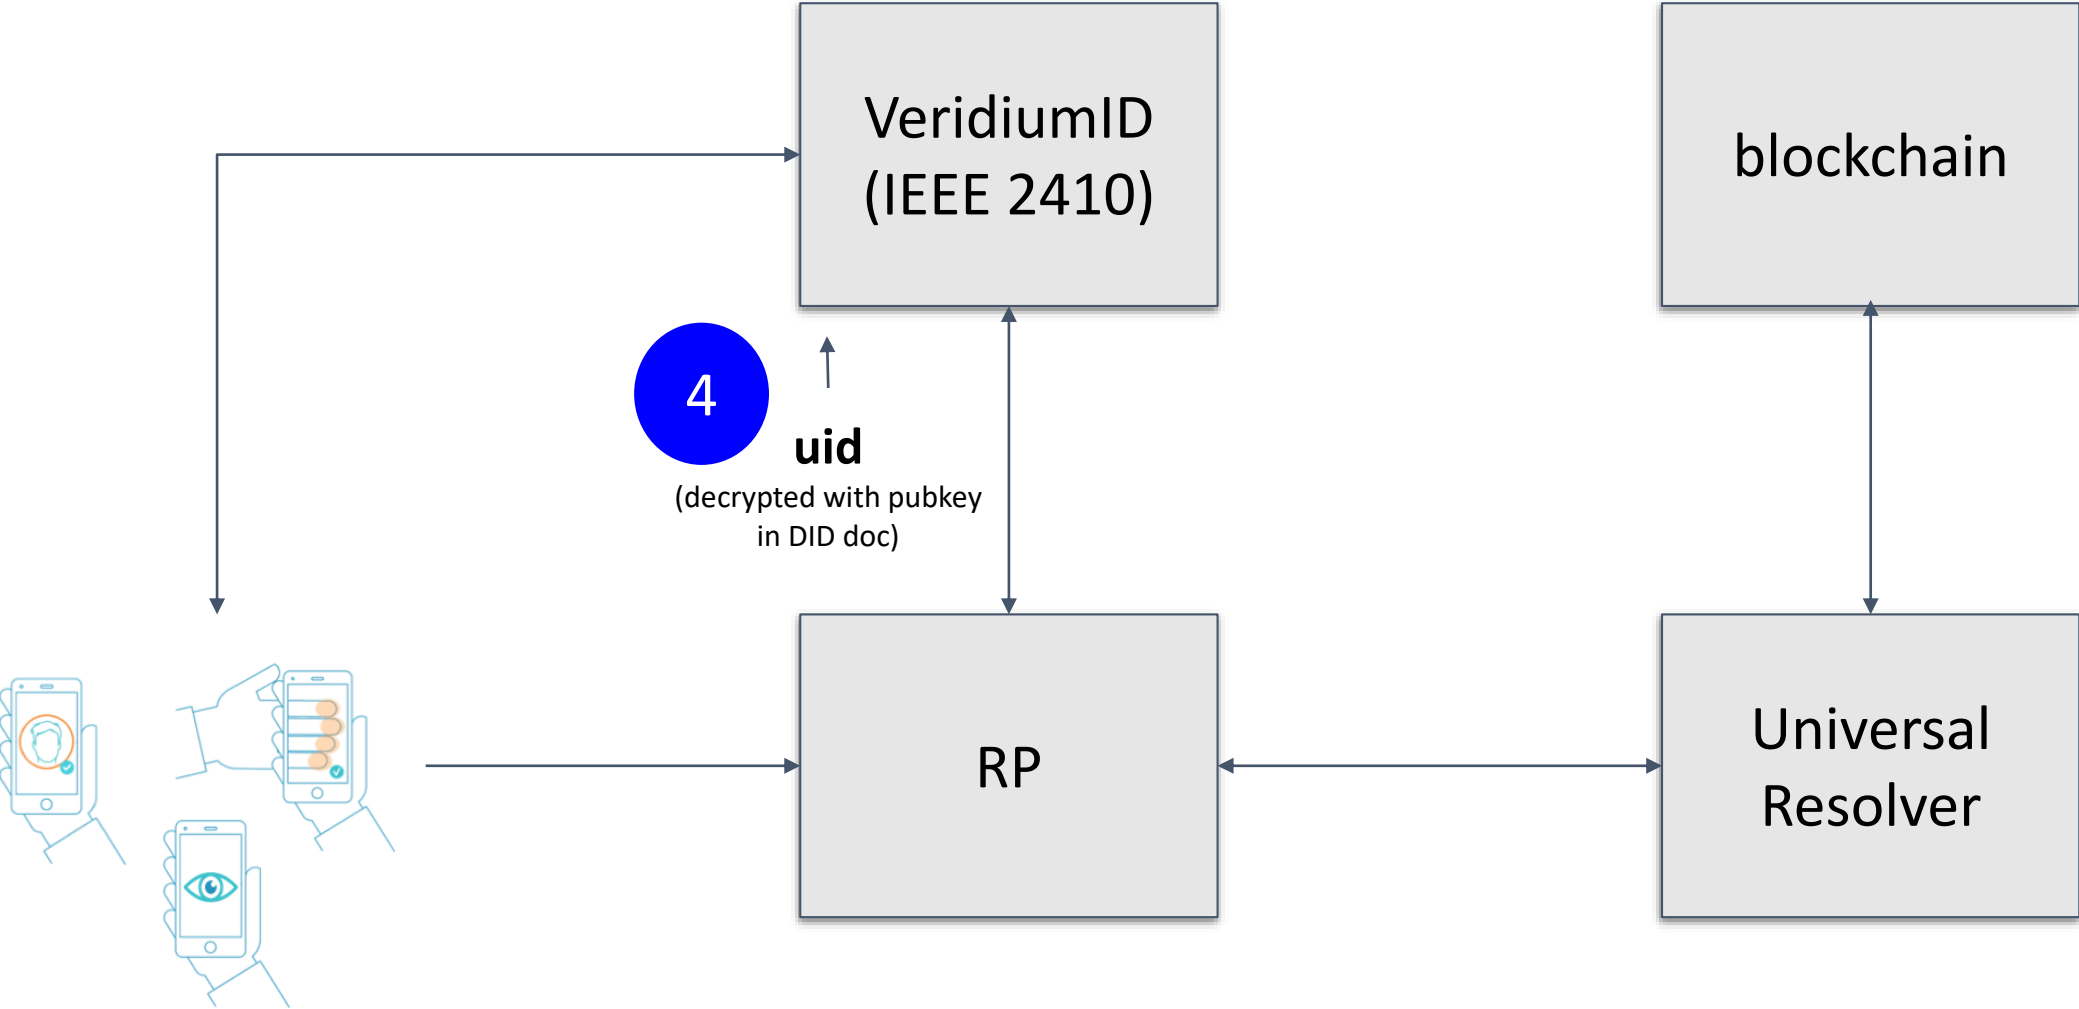 VeridiumID
(IEEE 2410)
blockchain
4
uid
(decrypted with pubkey
in DID doc)
RP
Universal
Resolver